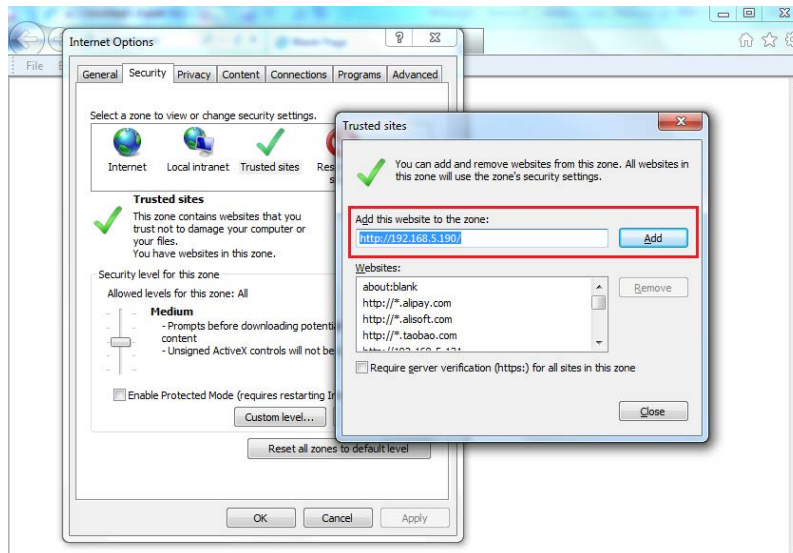 File
Internet Options
General Security Privacy Content Connections Programs Advanced
Select a zone to view or change security settings.
Internet Local intranet Trusted sites
Trusted sites
This zone contains websites that you
trust not to damage your computer or
your files.
You have websites in this zone.
Security level for this zone
Allowed levels for this zone: All
Medium
- Prompts before downloading
content
- Unsigned ActiveX controls will not be
Enable Protected Mode (requires restarting
Custom level...
Reset all zones to default level
OK Cancel Apply
Trusted sites
You can add and remove websites from this zone. All websites in
this zone will use the zone's security settings.
Add this website to the zone:
http://192.168.5.190/ Add
Websites:
about:blank Remove
http://*.alipay.com
http://*.alisoft.com
http://*.taobao.com
Require server verification (https:) for all sites in this zone
Close